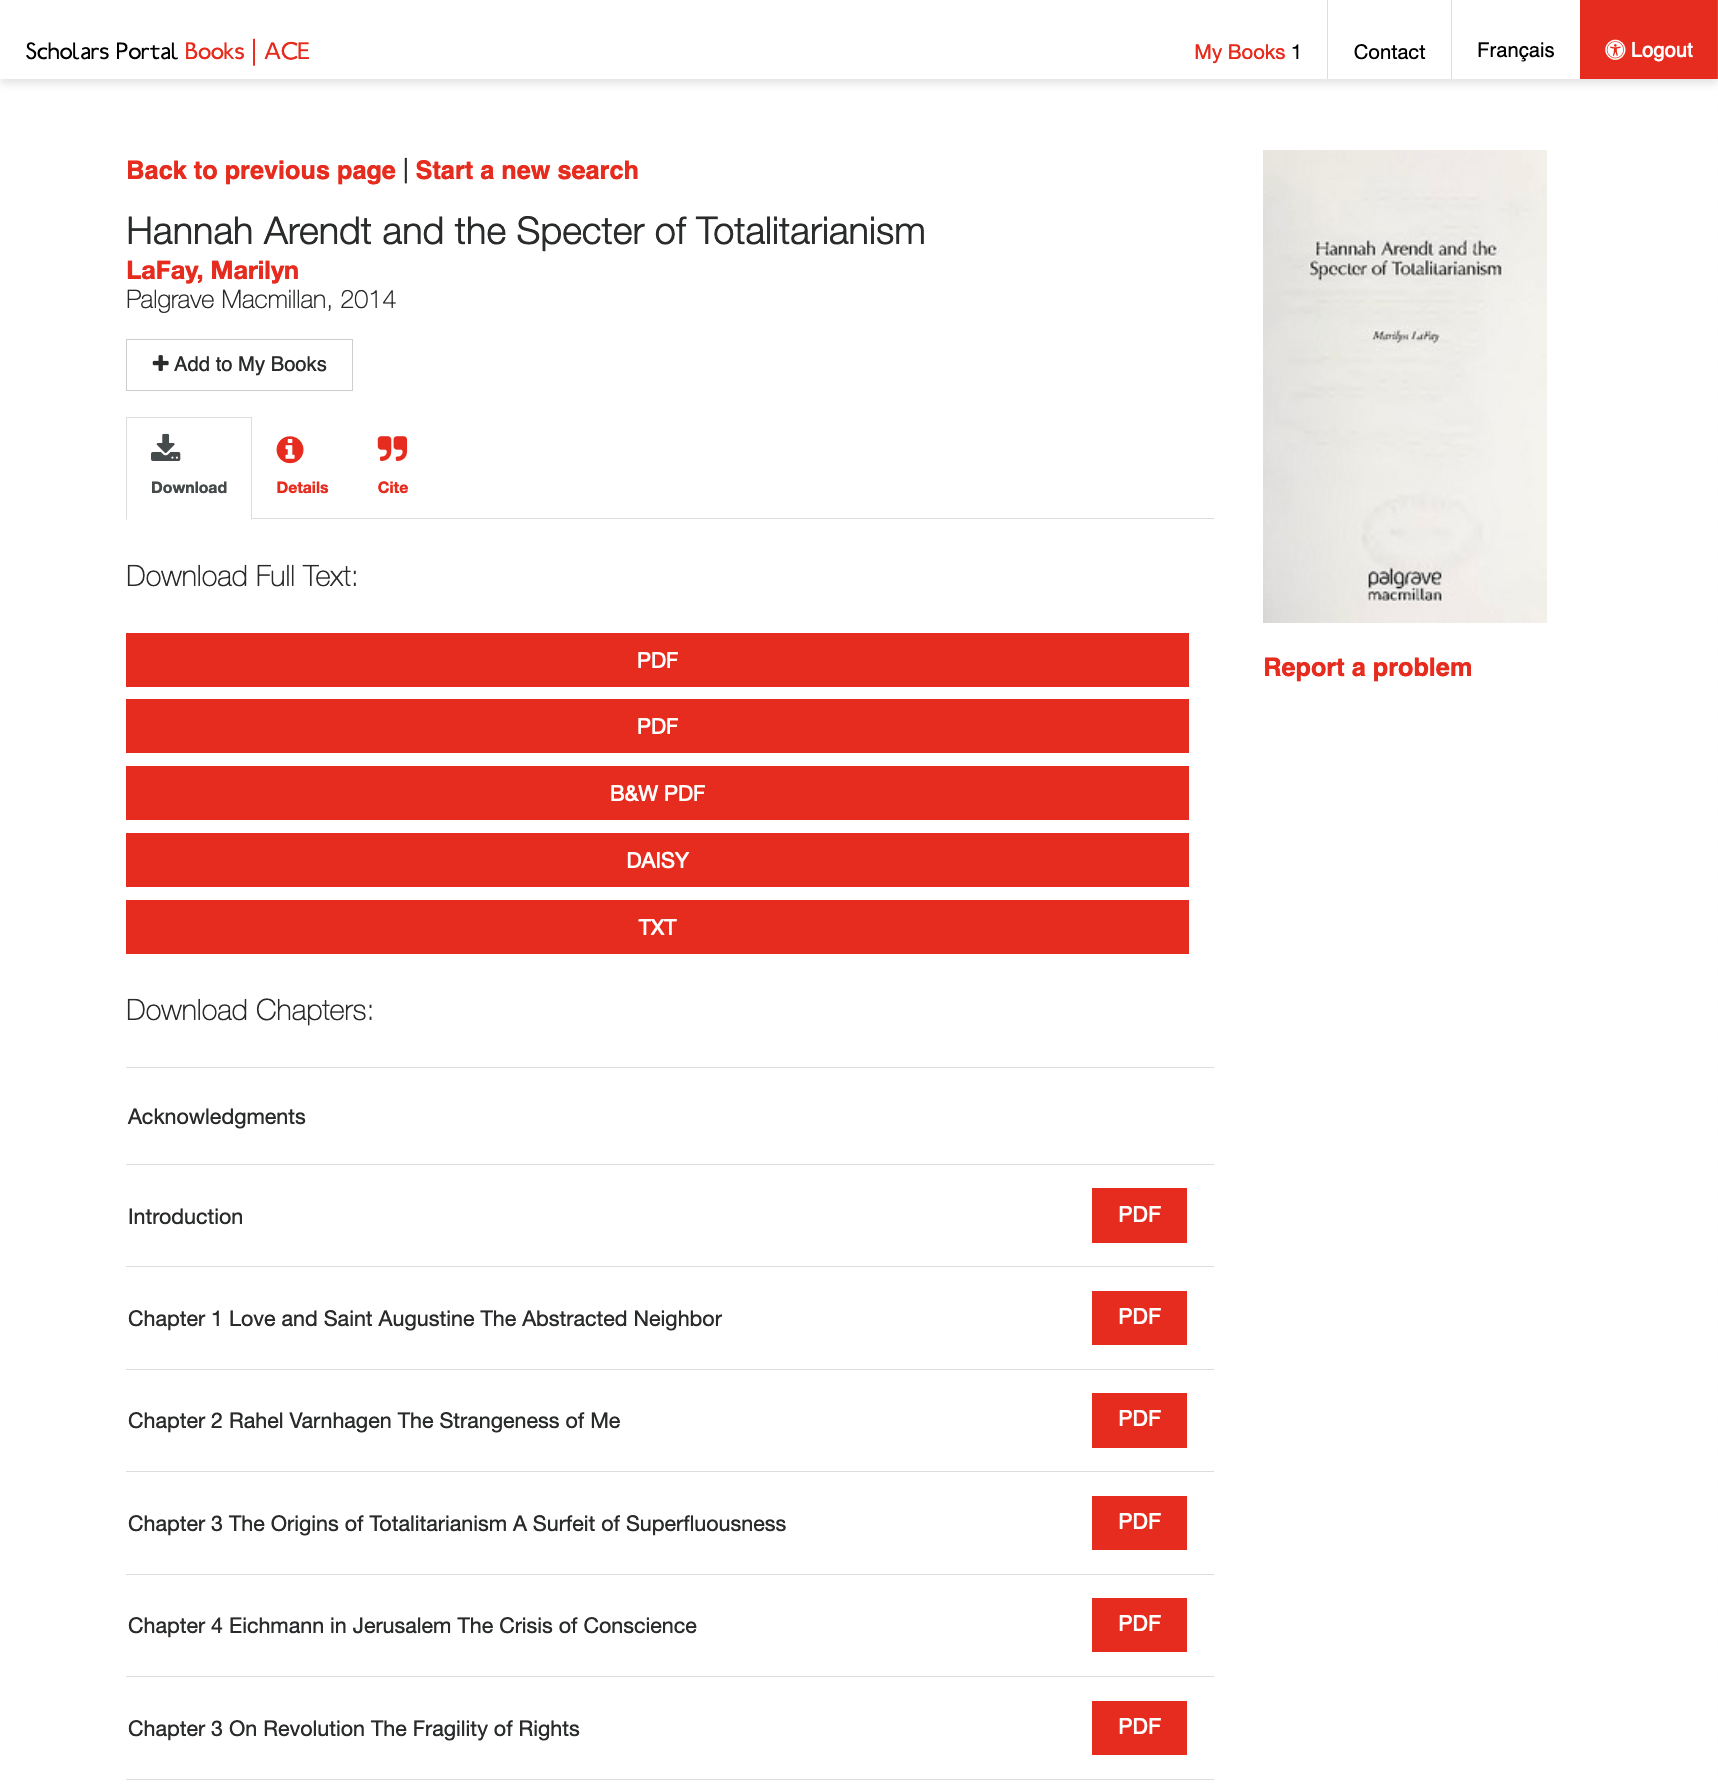 Scholars Portal Books | ACE
My Books 1
Contact
Français
Logout
Back to previous page | Start a new search
Hannah Arendt and the Specter of Totalitarianism
LaFay, Marilyn
Palgrave Macmillan, 2014
Add to My Books
Download
Details
Cite
Download Full Text:
PDF
PDF
B&W PDF
DAISY
TXT
Download Chapters:
Acknowledgments
Introduction PDF
Chapter 1 Love and Saint Augustine The Abstracted Neighbor PDF
Chapter 2 Rahel Varnhagen The Strangeness of Me PDF
Chapter 3 The Origins of Totalitarianism A Surfeit of Superfluousness PDF
Chapter 4 Eichmann in Jerusalem The Crisis of Conscience PDF
Chapter 3 On Revolution The Fragility of Rights PDF
Hannah Arendt and the
Specter of Totalitarianism
Marilyn LaFay
palgrave
macmillan
Report a problem